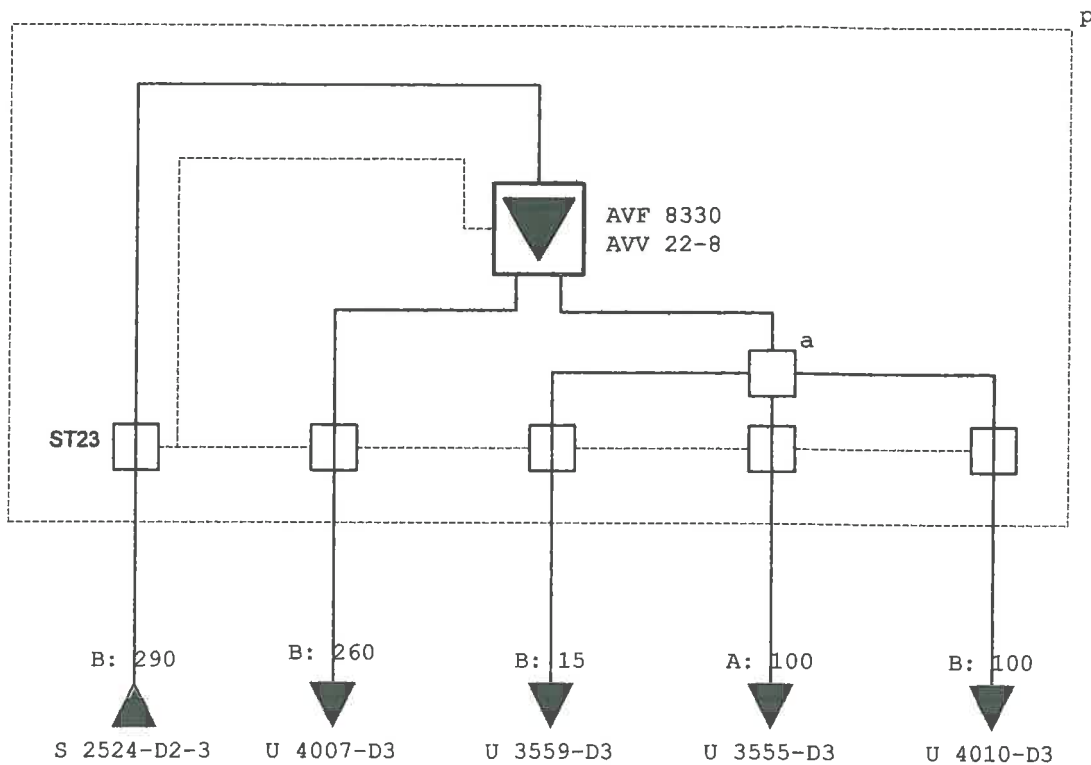 p
AVF 8330
AVV 22-8
a
ST23
B: 290
B: 260
B: 15
A: 100
B: 100
S 2524-D2-3
U 4007-D3
U 3559-D3
U 3555-D3
U 4010-D3